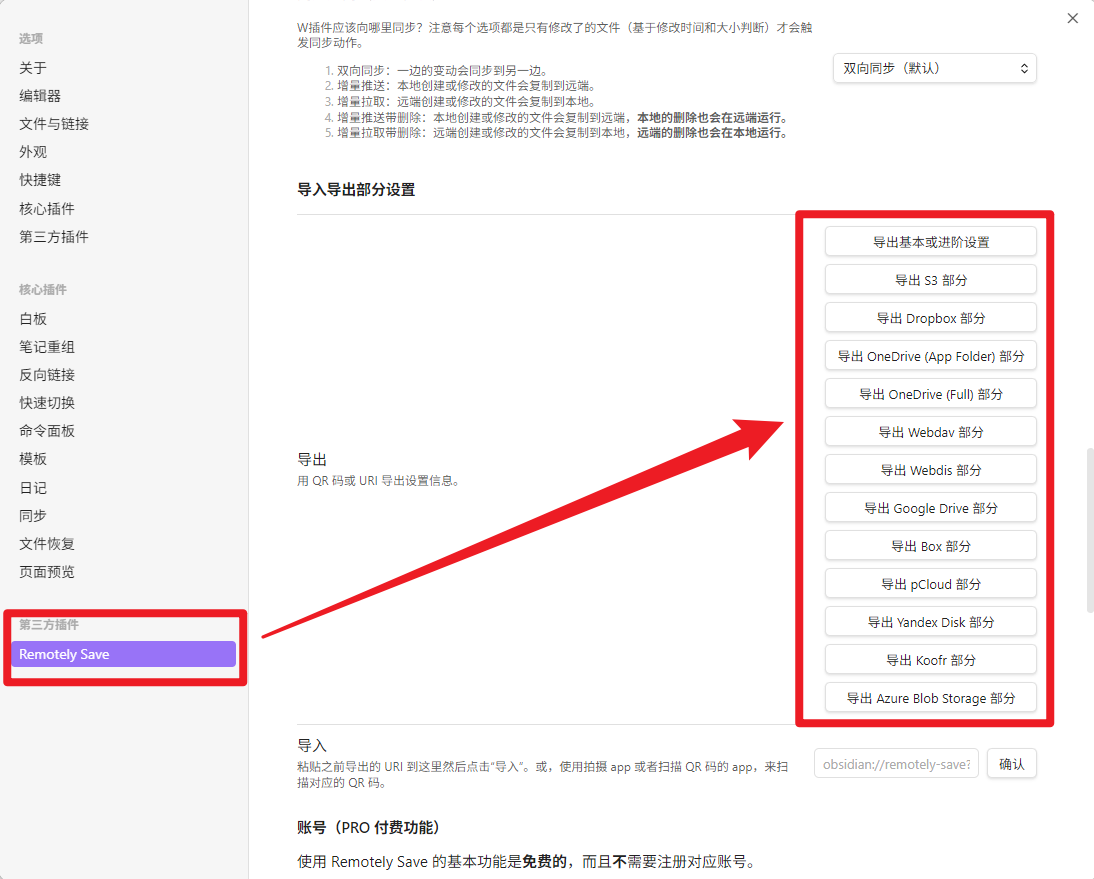 选项
关于
编辑器
文件与链接
外观
快捷键
核心插件
第三方插件
核心插件
白板
笔记重组
反向链接
快速切换
命令面板
模板
日记
同步
文件恢复
页面预览
第三方插件
Remotely Save
W插件应该向哪里同步？注意每个选项都是只有修改了的文件（基于修改时间和大小判断）才会触
发同步动作。
1. 双向同步：一边的变动会同步到另一边。
2. 增量推送：本地创建或修改的文件会复制到远端。
3. 增量拉取：远端创建或修改的文件会复制到本地。
4. 增量推送带删除：本地创建或修改的文件会复制到远端，本地的删除也会在远端运行。
5. 增量拉取带删除：远端创建或修改的文件会复制到本地，远端的删除也会在本地运行。
双向同步（默认）
导入导出部分设置
导出
用 QR 码或 URI 导出设置信息。
导出基本或进阶设置
导出 S3 部分
导出 Dropbox 部分
导出 OneDrive (App Folder) 部分
导出 OneDrive (Full) 部分
导出 Webdav 部分
导出 Webdis 部分
导出 Google Drive 部分
导出 Box 部分
导出 pCloud 部分
导出 Yandex Disk 部分
导出 Koofr 部分
导出 Azure Blob Storage 部分
导入
粘贴之前导出的 URI 到这里然后点击“导入”。或，使用拍摄 app 或者扫描 QR 码的 app，来扫
描对应的 QR 码。
obsidian://remotely-save?
确认
账号（PRO 付费功能）
使用 Remotely Save 的基本功能是免费的，而且不需要注册对应账号。